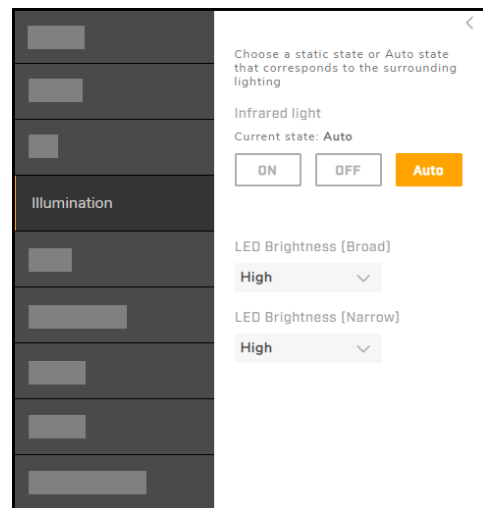 Choose a static state or Auto state
that corresponds to the surrounding
lighting
Infrared light
Current state: Auto
ON OFF Auto
Illumination
LED Brightness (Broad)
High
LED Brightness (Narrow)
High